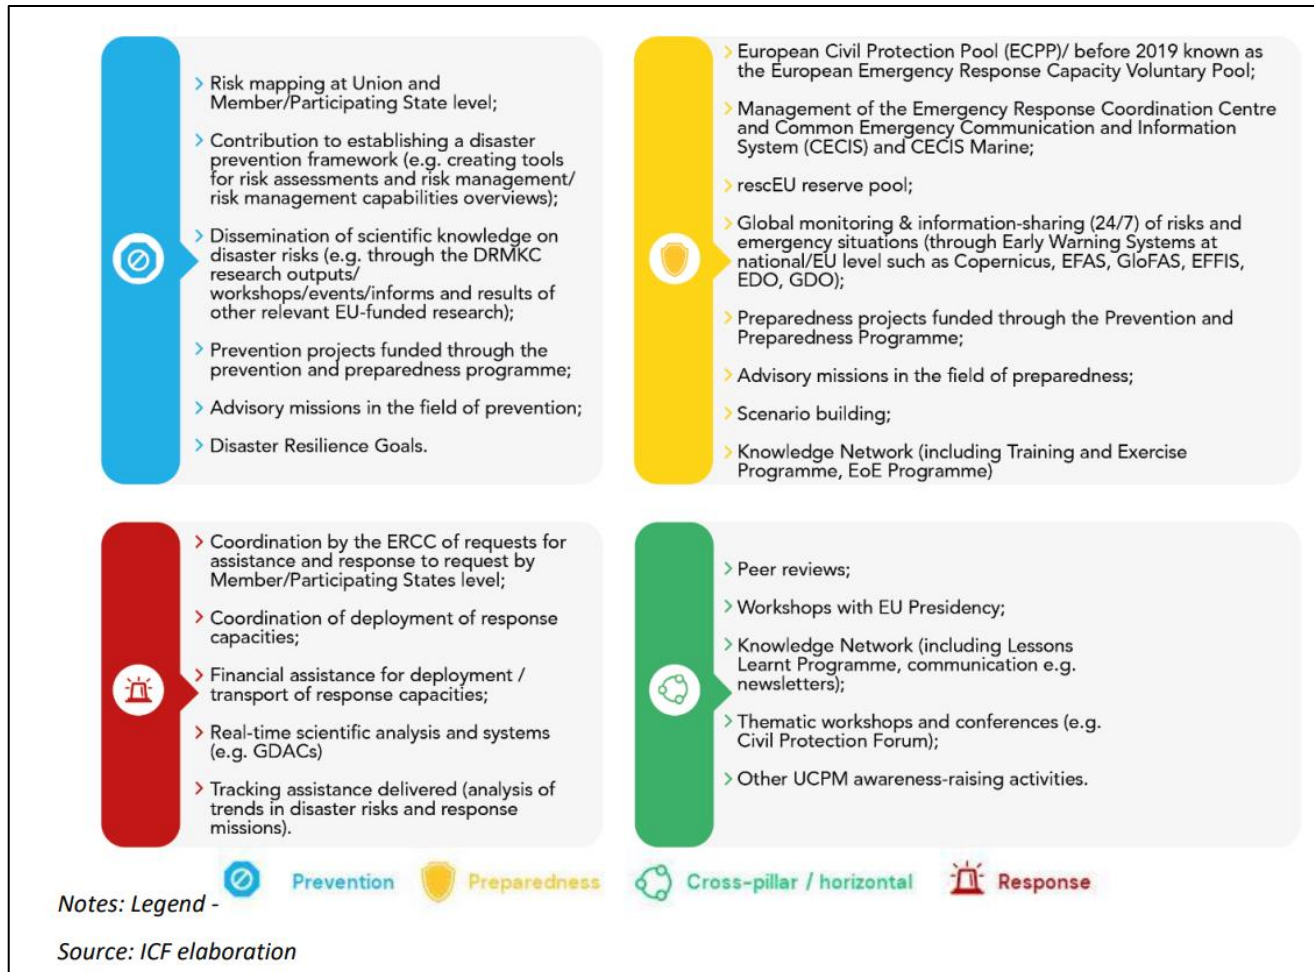 Risk mapping at Union and
Member/Participating State level;
Contribution to establishing a disaster
prevention framework (e.g. creating tools
for risk assessments and risk management/
risk management capabilities overviews);
Dissemination of scientific knowledge on
disaster risks (e.g. through the DRMKC
research outputs/
workshops/events/informs and results of
other relevant EU-funded research);
Prevention projects funded through the
prevention and preparedness programme;
Advisory missions in the field of prevention;
Disaster Resilience Goals.
European Civil Protection Pool (ECPP)/ before 2019 known as
the European Emergency Response Capacity Voluntary Pool;
Management of the Emergency Response Coordination Centre
and Common Emergency Communication and Information
System (CECIS) and CECIS Marine;
rescEU reserve pool;
Global monitoring & information-sharing (24/7) of risks and
emergency situations (through Early Warning Systems at
national/EU level such as Copernicus, EFAS, GloFAS, EFFIS,
EDO, GDO);
Preparedness projects funded through the Prevention and
Preparedness Programme;
Advisory missions in the field of preparedness;
Scenario building;
Knowledge Network (including Training and Exercise
Programme, EoE Programme)
Coordination by the ERCC of requests for
assistance and response to request by
Member/Participating States level;
Coordination of deployment of response
capacities;
Financial assistance for deployment /
transport of response capacities;
Real-time scientific analysis and systems
(e.g. GDACs)
Tracking assistance delivered (analysis of
trends in disaster risks and response
missions).
Peer reviews;
Workshops with EU Presidency;
Knowledge Network (including Lessons
Learnt Programme, communication e.g.
newsletters);
Thematic workshops and conferences (e.g.
Civil Protection Forum);
Other UCPM awareness-raising activities.
Prevention Preparedness Cross-pillar / horizontal Response
Notes: Legend -
Source: ICF elaboration